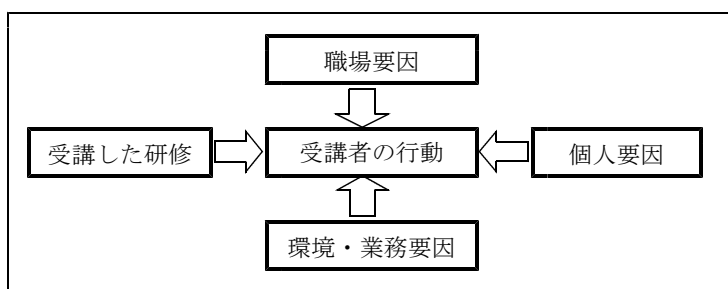 職場要因
受講した研修
受講者の行動
個人要因
環境・業務要因